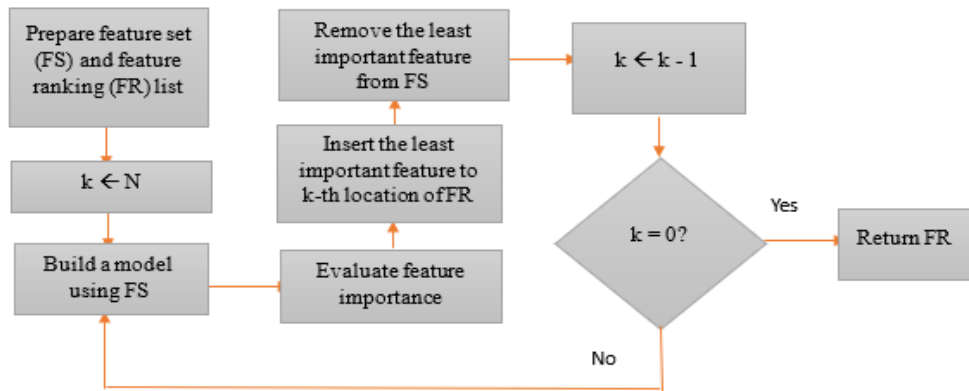 Prepare feature set
(FS) and feature
ranking (FR) list
k ← N
Build a model
using FS
Evaluate feature
importance
Insert the least
important feature to
k-th location of FR
Remove the least
important feature
from FS
k ← k - 1
k = 0?
Yes
Return FR
No